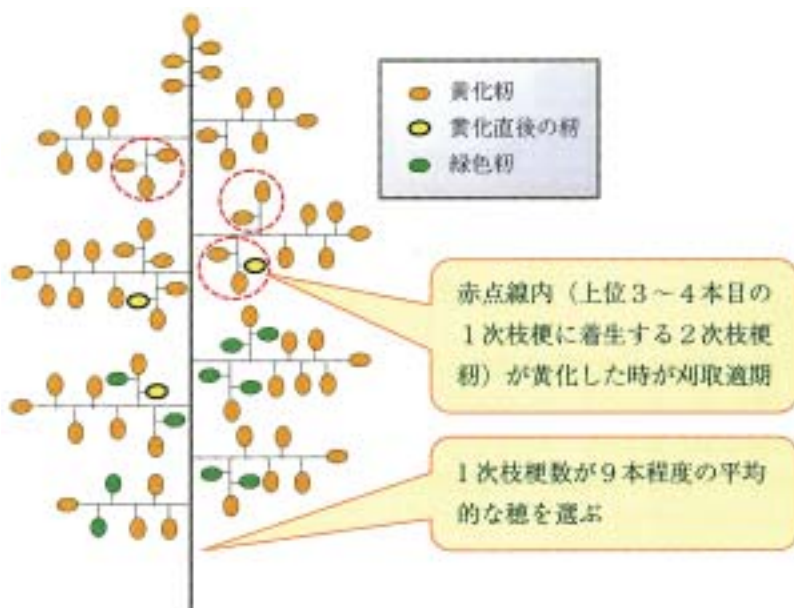 黄化籾
黄化直後の籾
緑色籾
赤点線内（上位３～４本目の
１次枝梗に着生する２次枝梗
籾）が黄化した時が刈取適期
１次枝梗数が９本程度の平均
的な穂を選ぶ